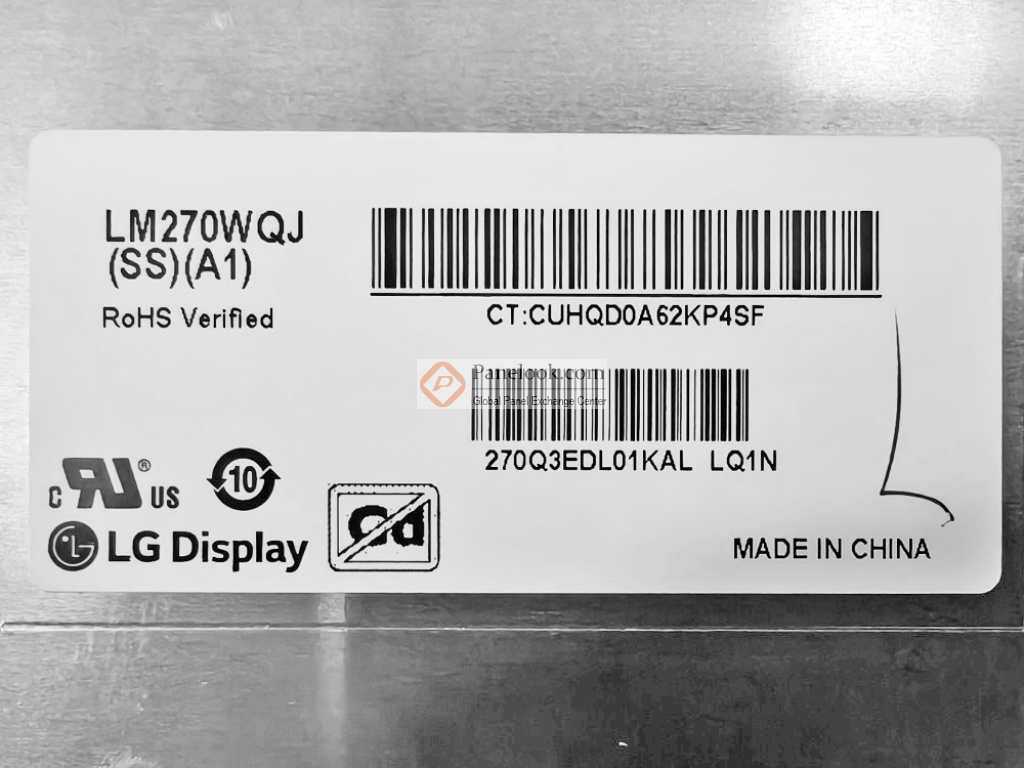 LM270WQJ
(SS)(A1)
RoHS Verified
CT:CUHQD0A62KP4SF
Panelook.com
Global Panel Exchange Center
270Q3EDL01KAL LQ1N
c RU ® US
10
LG Display
Cd
MADE IN CHINA